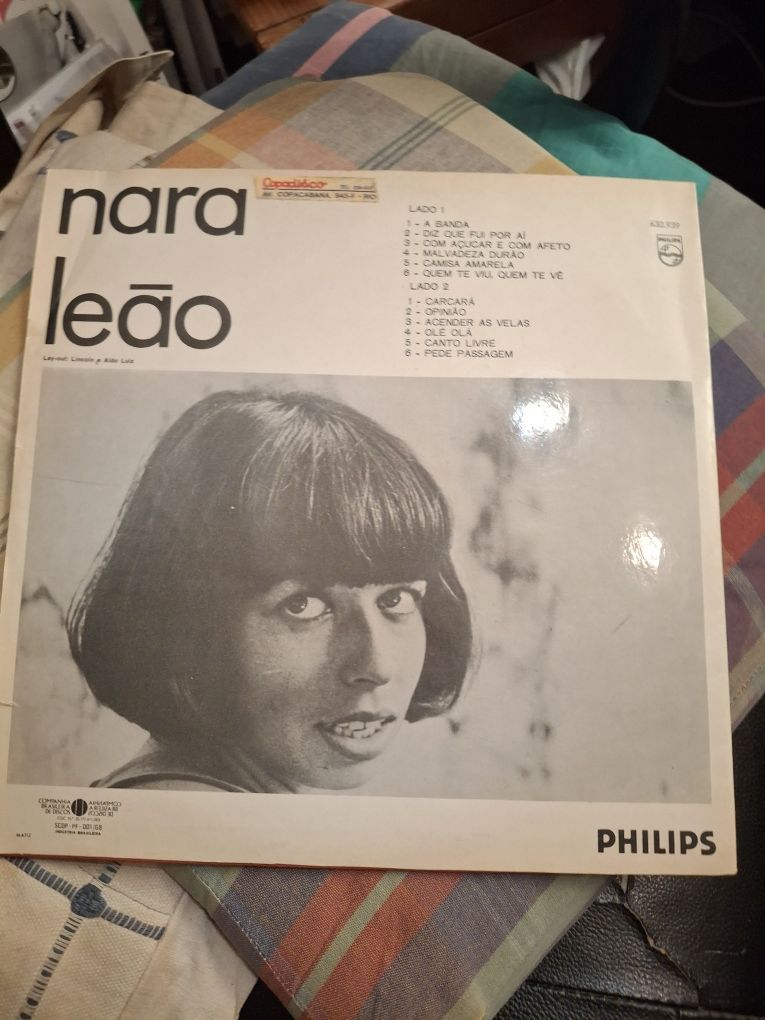 nara
leão
Copadisco
AV. COPACABANA, 945-F - RIO
Lay-out: Lincoln e Aldo Luiz
LADO 1
1 - A BANDA
2 - DIZ QUE FUI POR AÍ
3 - COM AÇUCAR E COM AFETO
4 - MALVADEZA DURÃO
5 - CAMISA AMARELA
6 - QUEM TE VIU, QUEM TE VÊ
LADO 2
1 - CARCARÁ
2 - OPINIÃO
3 - ACENDER AS VELAS
4 - OLÉ OLÁ
5 - CANTO LIVRE
6 - PEDE PASSAGEM
632.939
PHILIPS
COMPANHIA
BRASILEIRA
DE DISCOS
INDÚSTRIA BRASILEIRA
PHILIPS